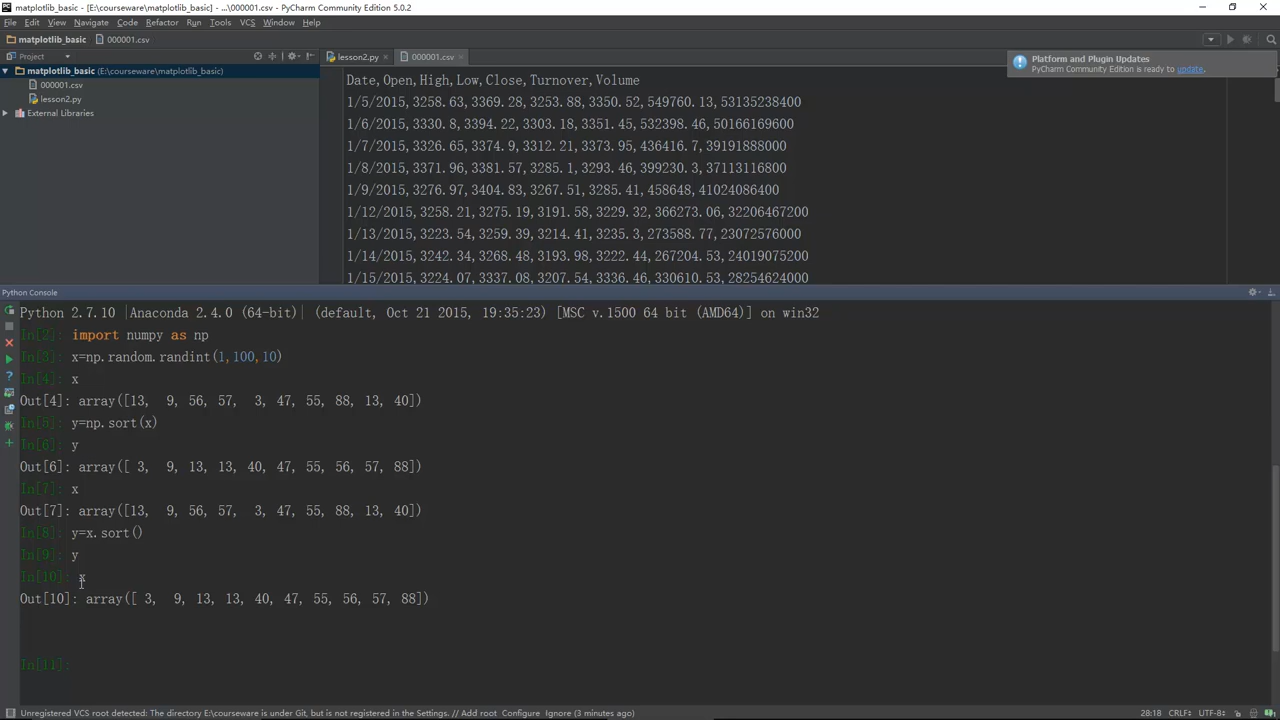 matplotlib_basic - [E:\courseware\matplotlib_basic] - ...\000001.csv - PyCharm Community Edition 5.0.2
File Edit View Navigate Code Refactor Run Tools VCS Window Help
matplotlib_basic 000001.csv
Project
lesson2.py 000001.csv
matplotlib_basic (E:\courseware\matplotlib_basic)
000001.csv
lesson2.py
External Libraries
Platform and Plugin Updates
PyCharm Community Edition is ready to update.
Date,Open,High,Low,Close,Turnover,Volume
1/5/2015,3258.63,3369.28,3253.88,3350.52,549760.13,53135238400
1/6/2015,3330.8,3394.22,3303.18,3351.45,532398.46,50166169600
1/7/2015,3326.65,3374.9,3312.21,3373.95,436416.7,39191888000
1/8/2015,3371.96,3381.57,3285.1,3293.46,399230.3,37113116800
1/9/2015,3276.97,3404.83,3267.51,3285.41,458648,41024086400
1/12/2015,3258.21,3275.19,3191.58,3229.32,366273.06,32206467200
1/13/2015,3223.54,3259.39,3214.41,3235.3,273588.77,23072576000
1/14/2015,3242.34,3268.48,3193.98,3222.44,267204.53,24019075200
1/15/2015,3224.07,3337.08,3207.54,3336.46,330610.53,28254624000
Python Console
Python 2.7.10 |Anaconda 2.4.0 (64-bit)| (default, Oct 21 2015, 19:35:23) [MSC v.1500 64 bit (AMD64)] on win32
In[2]: import numpy as np
In[3]: x=np.random.randint(1,100,10)
In[4]: x
Out[4]: array([13, 9, 56, 57, 3, 47, 55, 88, 13, 40])
In[5]: y=np.sort(x)
In[6]: y
Out[6]: array([ 3, 9, 13, 13, 40, 47, 55, 56, 57, 88])
In[7]: x
Out[7]: array([13, 9, 56, 57, 3, 47, 55, 88, 13, 40])
In[8]: y=x.sort()
In[9]: y
In[10]: x
Out[10]: array([ 3, 9, 13, 13, 40, 47, 55, 56, 57, 88])
In[11]:
Unregistered VCS root detected: The directory E:\courseware is under Git, but is not registered in the Settings. // Add root Configure Ignore (3 minutes ago)
28:18 CRLF÷ UTF-8÷